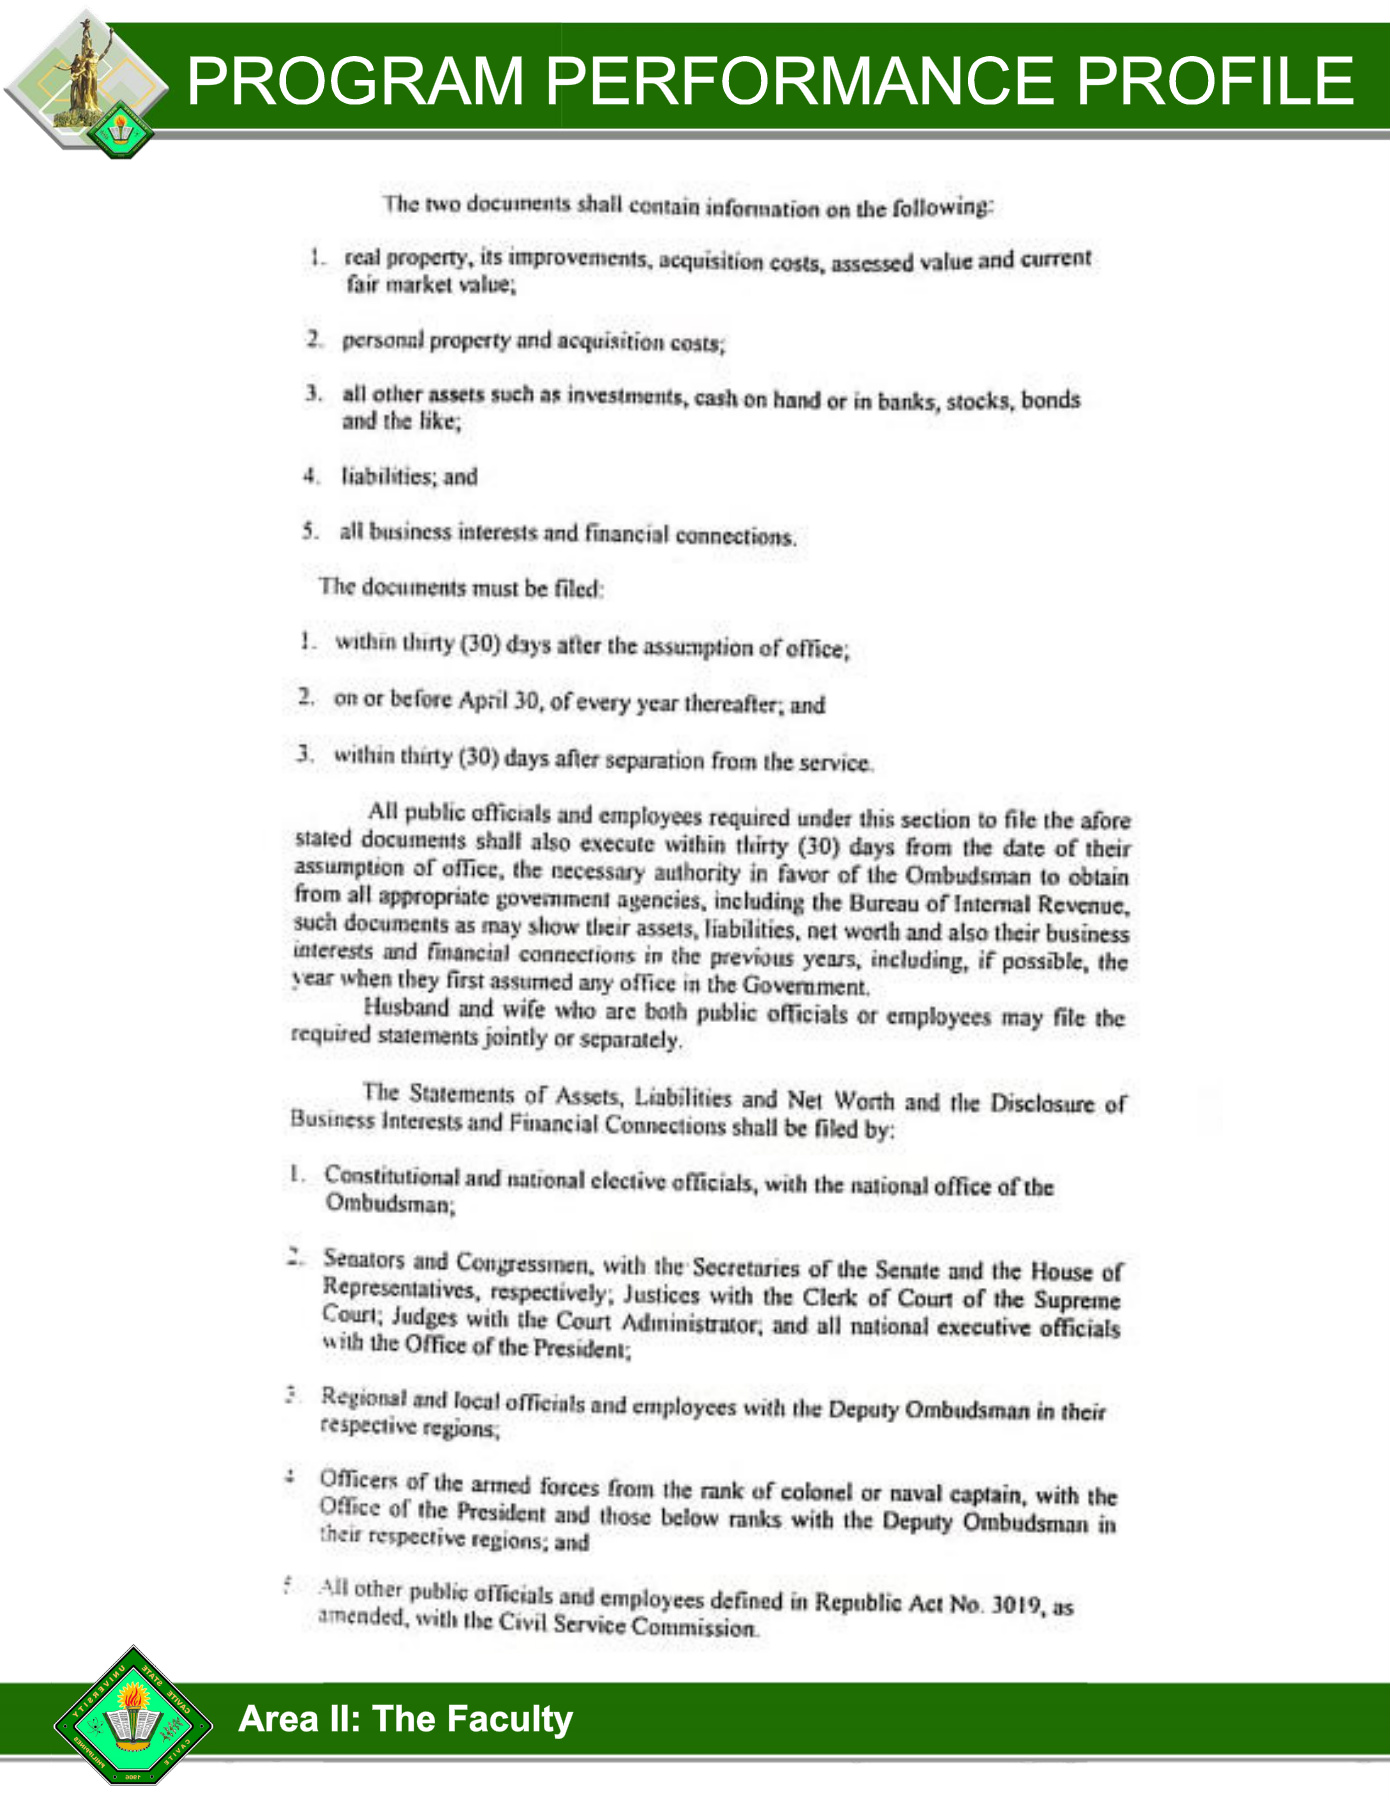 PROGRAM PERFORMANCE PROFILE
The two documents shall contain information on the following:
1. real property, its improvements, acquisition costs, assessed value and current
fair market value;
2. personal property and acquisition costs;
3. all other assets such as investments, cash on hand or in banks, stocks, bonds
and the like;
4. liabilities; and
5. all business interests and financial connections.
The documents must be filed:
1. within thirty (30) days after the assumption of office;
2. on or before April 30, of every year thereafter; and
3. within thirty (30) days after separation from the service.
All public officials and employees required under this section to file the afore
stated documents shall also execute within thirty (30) days from the date of their
assumption of office, the necessary authority in favor of the Ombudsman to obtain
from all appropriate government agencies, including the Bureau of Internal Revenue,
such documents as may show their assets, liabilities, net worth and also their business
interests and financial connections in the previous years, including, if possible, the
year when they first assumed any office in the Government.
Husband and wife who are both public officials or employees may file the
required statements jointly or separately.
The Statements of Assets, Liabilities and Net Worth and the Disclosure of
Business Interests and Financial Connections shall be filed by:
1. Constitutional and national elective officials, with the national office of the
Ombudsman;
2. Senators and Congressmen, with the Secretaries of the Senate and the House of
Representatives, respectively; Justices with the Clerk of Court of the Supreme
Court; Judges with the Court Administrator; and all national executive officials
with the Office of the President;
3. Regional and local officials and employees with the Deputy Ombudsman in their
respective regions;
4 Officers of the armed forces from the rank of colonel or naval captain, with the
Office of the President and those below ranks with the Deputy Ombudsman in
their respective regions; and
All other public officials and employees defined in Republic Act No. 3019, as
amended, with the Civil Service Commission.
CAVITE STATE UNIVERSITY
CAVITE
PHILIPPINES
1906
Area II: The Faculty